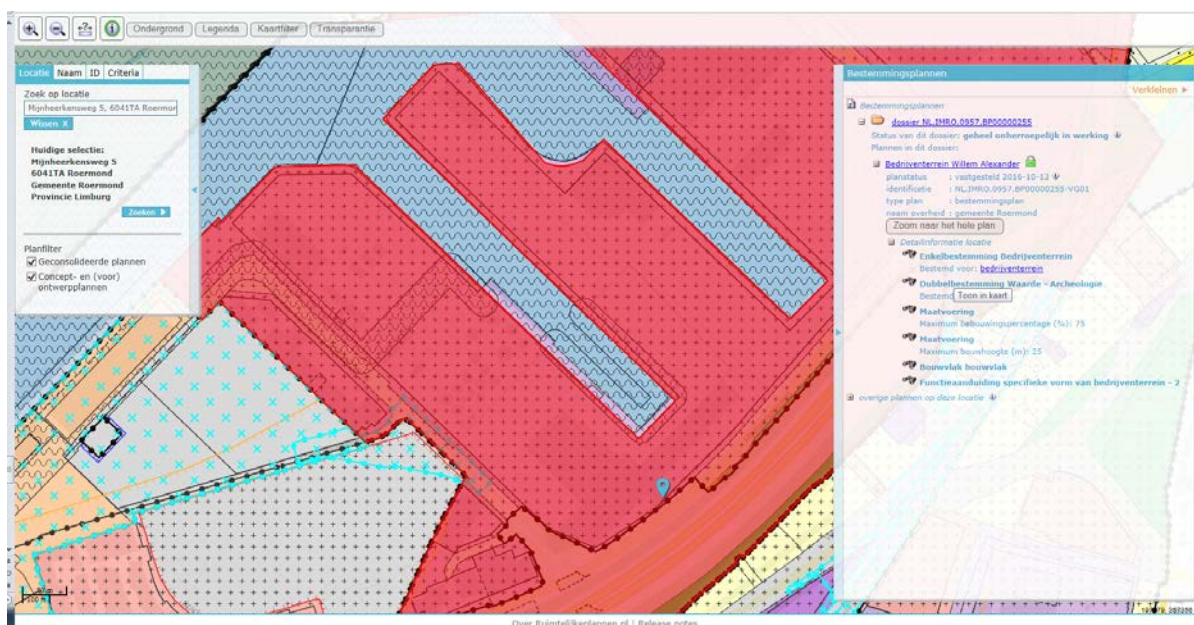 Ondergrond Legenda Kaartfilter Transparantie
Locatie Naam ID Criteria
Zoek op locatie
Mijnheerkensweg 5, 6041TA Roermon
Wissen X
Huidige selectie:
Mijnheerkensweg 5
6041TA Roermond
Gemeente Roermond
Provincie Limburg
Zoeken
Planfilter
Geconsolideerde plannen
Concept- en (voor)
ontwerpplannen
Bestemmingsplannen
Verkleinen
Bestemmingsplannen
dossier NL.IMRO.0957.BP00000255
Status van dit dossier: geheel onherroepelijk in werking
Plannen in dit dossier:
Bedrijventerrein Willem Alexander
planstatus : vastgesteld 2016-10-13
identificatie : NL.IMRO.0957.BP00000255-VG01
type plan : bestemmingsplan
naam overheid : gemeente Roermond
Zoom naar het hele plan
Detailinformatie locatie
Enkelbestemming Bedrijventerrein
Bestemd voor: bedrijventerrein
Dubbelbestemming Waarde - Archeologie
Bestemd Toon in kaart
Maatvoering
Maximum bebouwingspercentage (%): 75
Maatvoering
Maximum bouwhoogte (m): 25
Bouwvlak bouwvlak
Functieaanduiding specifieke vorm van bedrijventerrein - 2
overige plannen op deze locatie
Over Ruimtelijkeplannen.nl | Release notes